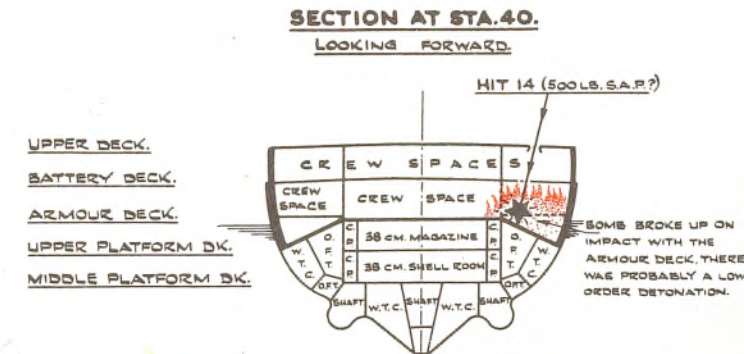 SECTION AT STA.40.
LOOKING FORWARD.
HIT 14 (500 LB. S.A.P.?)
UPPER DECK.
BATTERY DECK.
ARMOUR DECK.
UPPER PLATFORM DK.
MIDDLE PLATFORM DK.
CREW SPACES
CREW SPACE
CREW SPACE
38 CM. MAGAZINE
38 CM. SHELL ROOM
C.P.
C.P.
C.P.
C.P.
O.F.T.
O.F.T.
W.T.C.
W.T.C.
O.F.T.
O.F.T.
SHAFT
W.T.C.
SHAFT
W.T.C.
SHAFT
BOMB BROKE UP ON
IMPACT WITH THE
ARMOUR DECK. THERE
WAS PROBABLY A LOW
ORDER DETONATION.